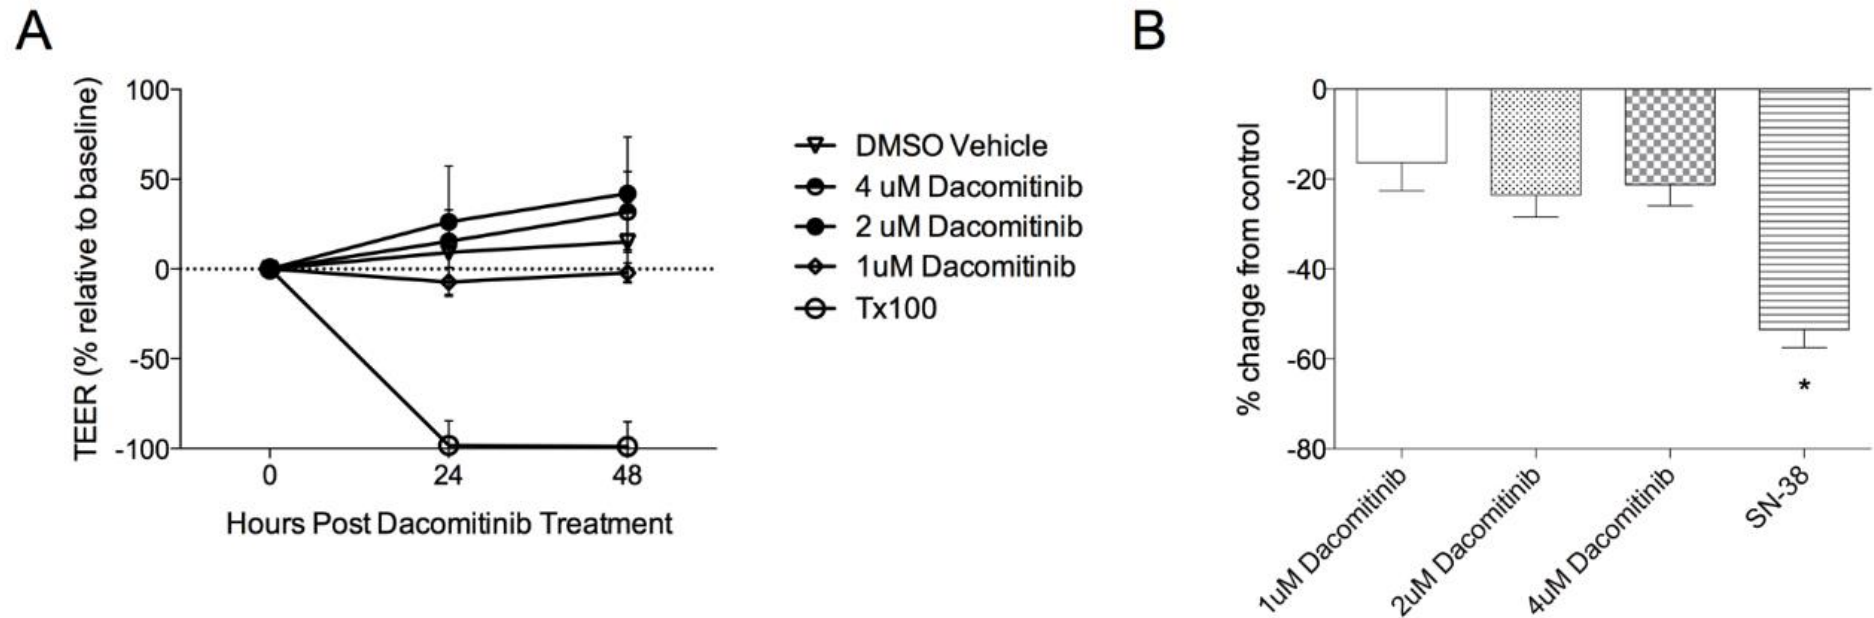 A
TEER (% relative to baseline)
100
50
0
-50
-100
0
24
48
Hours Post Dacomitinib Treatment
DMSO Vehicle
4 uM Dacomitinib
2 uM Dacomitinib
1uM Dacomitinib
Tx100
B
% change from control
0
-20
-40
-60
-80
*
1uM Dacomitinib
2uM Dacomitinib
4uM Dacomitinib
SN-38